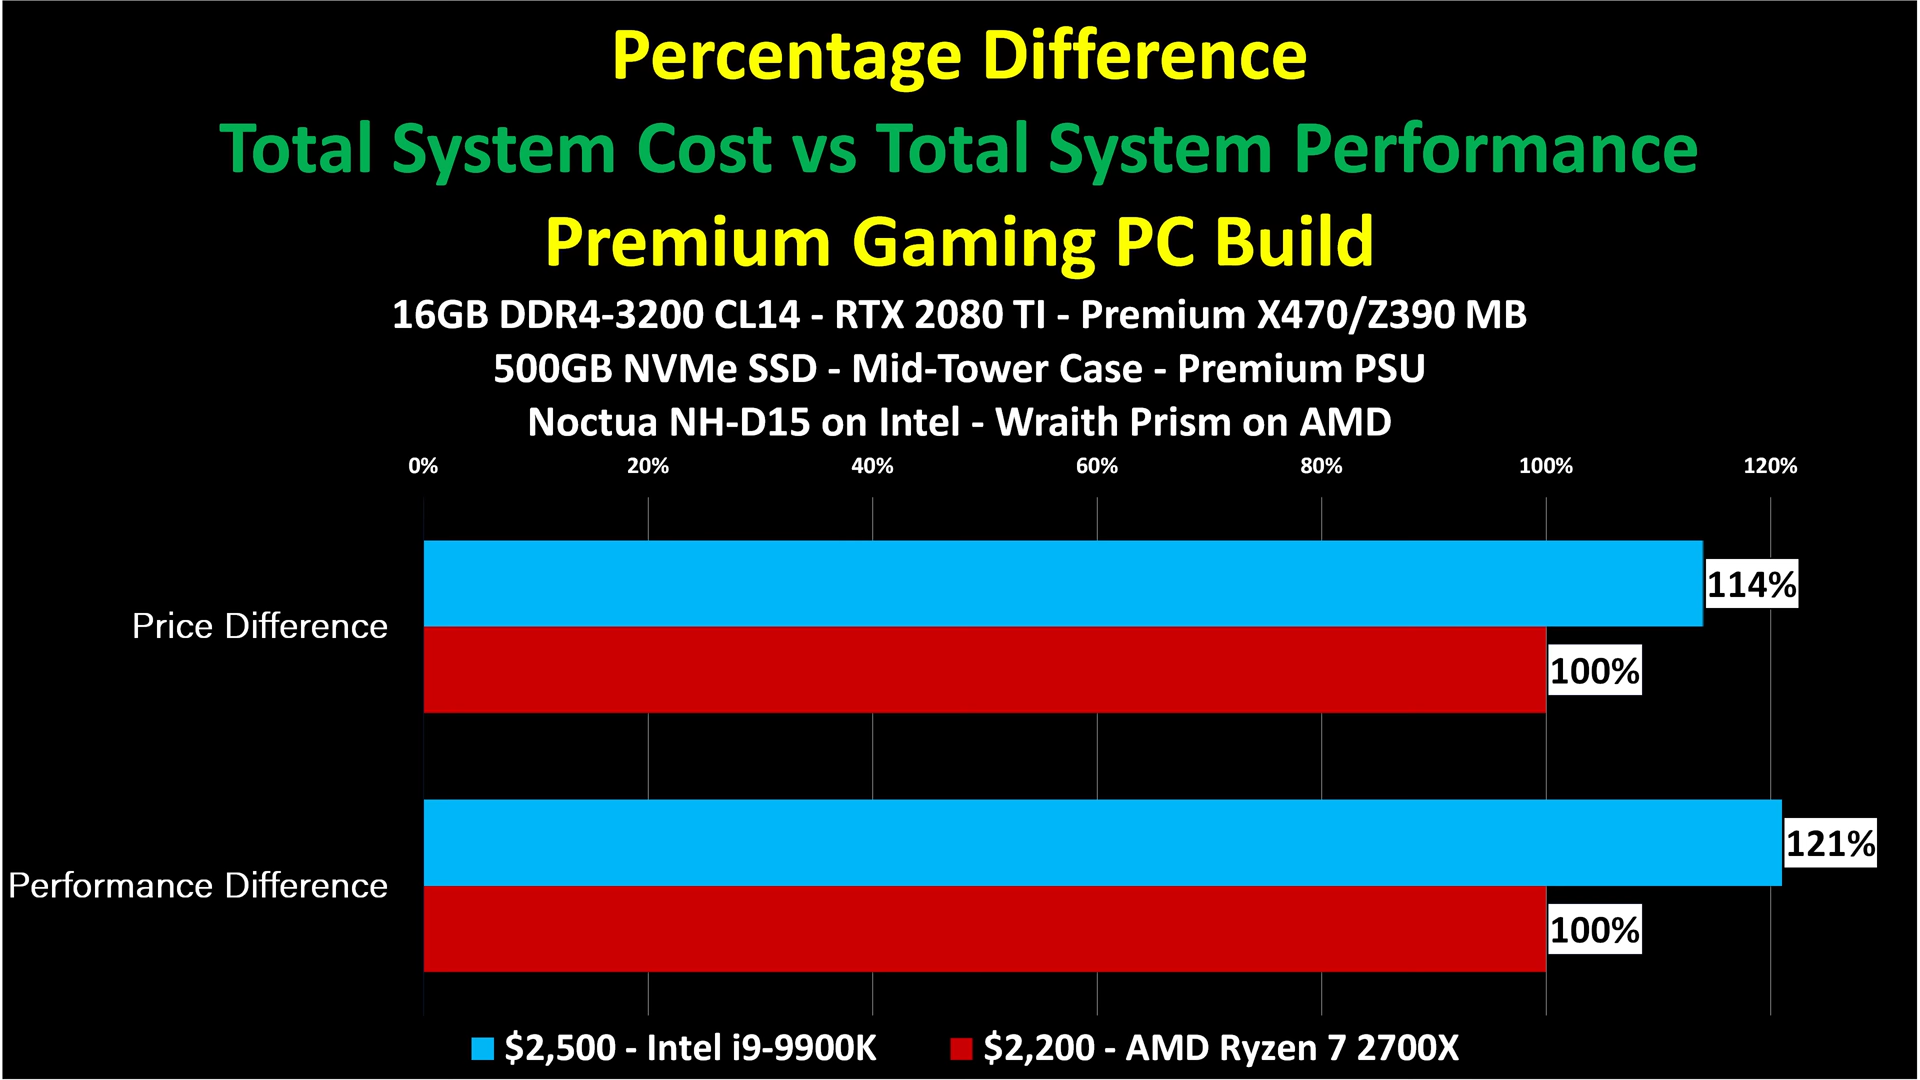 Percentage Difference
Total System Cost vs Total System Performance
Premium Gaming PC Build
16GB DDR4-3200 CL14 - RTX 2080 TI - Premium X470/Z390 MB
500GB NVMe SSD - Mid-Tower Case - Premium PSU
Noctua NH-D15 on Intel - Wraith Prism on AMD
0% 20% 40% 60% 80% 100% 120%
114%
Price Difference
100%
121%
Performance Difference
100%
$2,500 - Intel i9-9900K $2,200 - AMD Ryzen 7 2700X